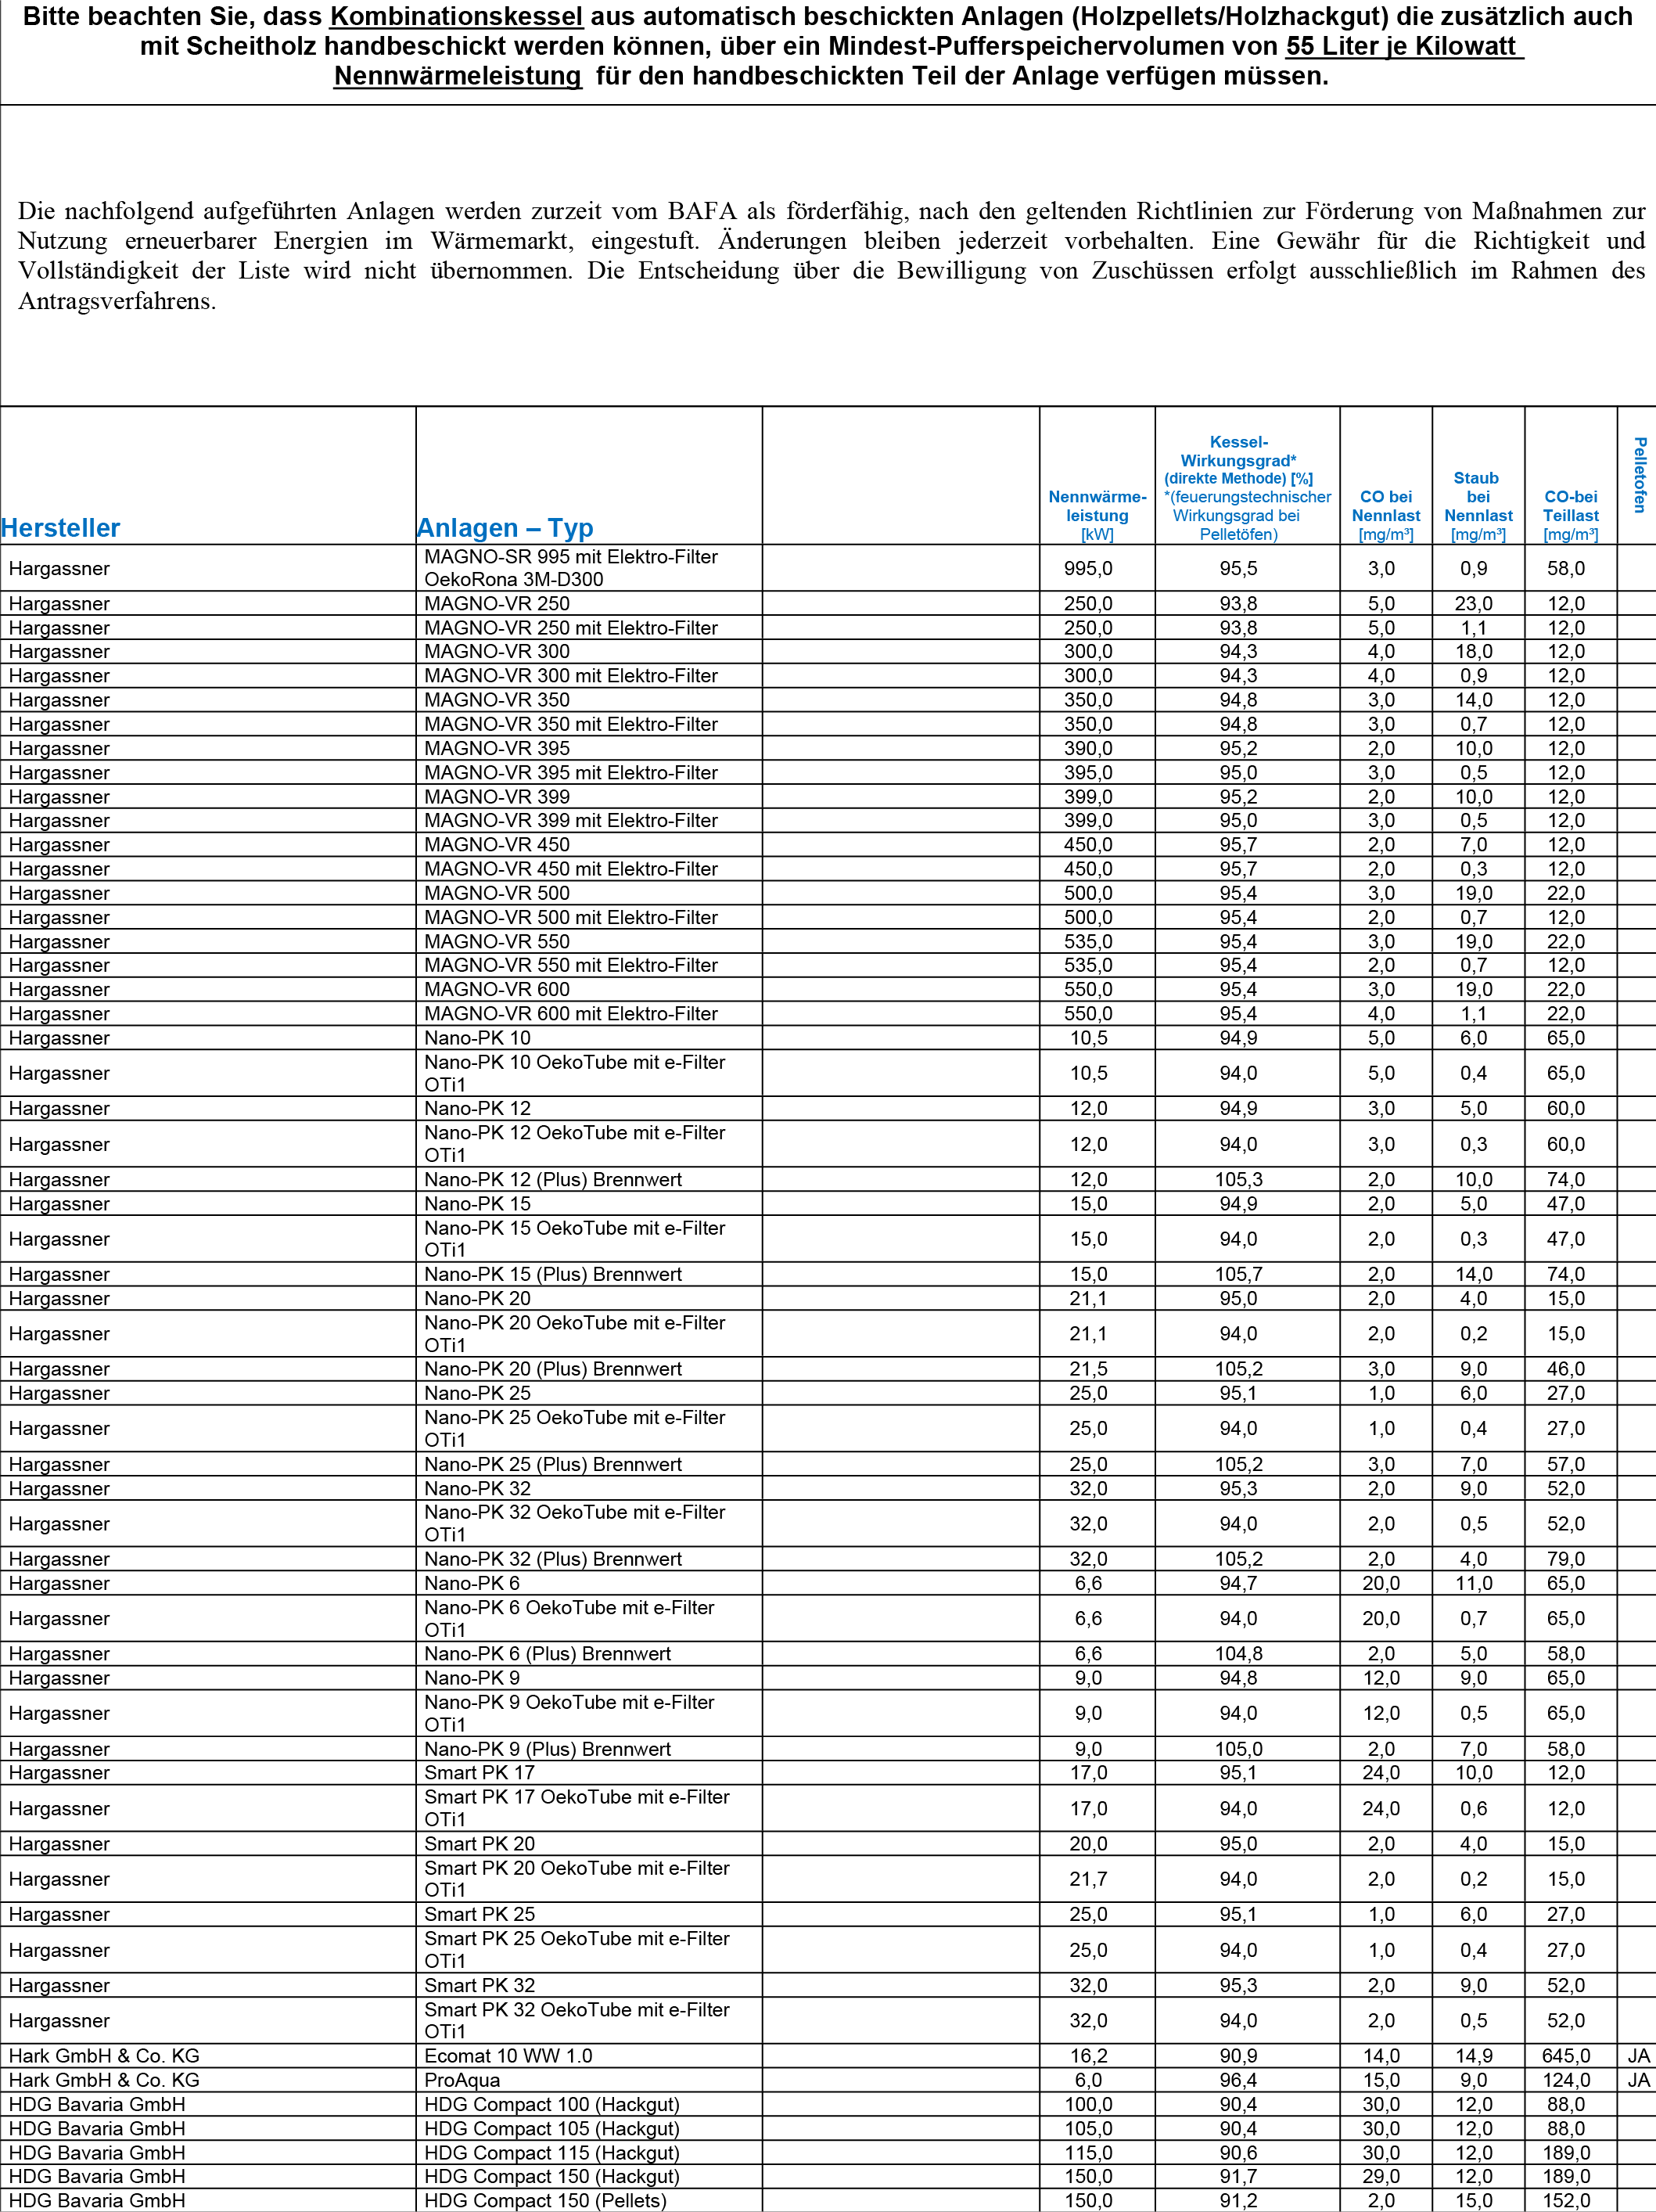 Bitte beachten Sie, dass Kombinationskessel aus automatisch beschickten Anlagen (Holzpellets/Holzhackgut) die zusätzlich auch
mit Scheitholz handbeschickt werden können, über ein Mindest-Pufferspeichervolumen von 55 Liter je Kilowatt
Nennwärmeleistung für den handbeschickten Teil der Anlage verfügen müssen.
Die nachfolgend aufgeführten Anlagen werden zurzeit vom BAFA als förderfähig, nach den geltenden Richtlinien zur Förderung von Maßnahmen zur
Nutzung erneuerbarer Energien im Wärmemarkt, eingestuft. Änderungen bleiben jederzeit vorbehalten. Eine Gewähr für die Richtigkeit und
Vollständigkeit der Liste wird nicht übernommen. Die Entscheidung über die Bewilligung von Zuschüssen erfolgt ausschließlich im Rahmen des
Antragsverfahrens.
Hersteller
Anlagen – Typ
Nennwärme-
leistung
[kW]
Kessel-
Wirkungsgrad*
(direkte Methode) [%]
*(feuerungstechnischer
Wirkungsgrad bei
Pelletöfen)
CO bei
Nennlast
[mg/m³]
Staub
bei
Nennlast
[mg/m³]
CO-bei
Teillast
[mg/m³]
Pelletofen
Hargassner MAGNO-SR 995 mit Elektro-Filter
OekoRona 3M-D300 995,0 95,5 3,0 0,9 58,0
Hargassner MAGNO-VR 250 250,0 93,8 5,0 23,0 12,0
Hargassner MAGNO-VR 250 mit Elektro-Filter 250,0 93,8 5,0 1,1 12,0
Hargassner MAGNO-VR 300 300,0 94,3 4,0 18,0 12,0
Hargassner MAGNO-VR 300 mit Elektro-Filter 300,0 94,3 4,0 0,9 12,0
Hargassner MAGNO-VR 350 350,0 94,8 3,0 14,0 12,0
Hargassner MAGNO-VR 350 mit Elektro-Filter 350,0 94,8 3,0 0,7 12,0
Hargassner MAGNO-VR 395 390,0 95,2 2,0 10,0 12,0
Hargassner MAGNO-VR 395 mit Elektro-Filter 395,0 95,0 3,0 0,5 12,0
Hargassner MAGNO-VR 399 399,0 95,2 2,0 10,0 12,0
Hargassner MAGNO-VR 399 mit Elektro-Filter 399,0 95,0 3,0 0,5 12,0
Hargassner MAGNO-VR 450 450,0 95,7 2,0 7,0 12,0
Hargassner MAGNO-VR 450 mit Elektro-Filter 450,0 95,7 2,0 0,3 12,0
Hargassner MAGNO-VR 500 500,0 95,4 3,0 19,0 22,0
Hargassner MAGNO-VR 500 mit Elektro-Filter 500,0 95,4 2,0 0,7 12,0
Hargassner MAGNO-VR 550 535,0 95,4 3,0 19,0 22,0
Hargassner MAGNO-VR 550 mit Elektro-Filter 535,0 95,4 2,0 0,7 12,0
Hargassner MAGNO-VR 600 550,0 95,4 3,0 19,0 22,0
Hargassner MAGNO-VR 600 mit Elektro-Filter 550,0 95,4 4,0 1,1 22,0
Hargassner Nano-PK 10 10,5 94,9 5,0 6,0 65,0
Hargassner Nano-PK 10 OekoTube mit e-Filter
OTi1 10,5 94,0 5,0 0,4 65,0
Hargassner Nano-PK 12 12,0 94,9 3,0 5,0 60,0
Hargassner Nano-PK 12 OekoTube mit e-Filter
OTi1 12,0 94,0 3,0 0,3 60,0
Hargassner Nano-PK 12 (Plus) Brennwert 12,0 105,3 2,0 10,0 74,0
Hargassner Nano-PK 15 15,0 94,9 2,0 5,0 47,0
Hargassner Nano-PK 15 OekoTube mit e-Filter
OTi1 15,0 94,0 2,0 0,3 47,0
Hargassner Nano-PK 15 (Plus) Brennwert 15,0 105,7 2,0 14,0 74,0
Hargassner Nano-PK 20 21,1 95,0 2,0 4,0 15,0
Hargassner Nano-PK 20 OekoTube mit e-Filter
OTi1 21,1 94,0 2,0 0,2 15,0
Hargassner Nano-PK 20 (Plus) Brennwert 21,5 105,2 3,0 9,0 46,0
Hargassner Nano-PK 25 25,0 95,1 1,0 6,0 27,0
Hargassner Nano-PK 25 OekoTube mit e-Filter
OTi1 25,0 94,0 1,0 0,4 27,0
Hargassner Nano-PK 25 (Plus) Brennwert 25,0 105,2 3,0 7,0 57,0
Hargassner Nano-PK 32 32,0 95,3 2,0 9,0 52,0
Hargassner Nano-PK 32 OekoTube mit e-Filter
OTi1 32,0 94,0 2,0 0,5 52,0
Hargassner Nano-PK 32 (Plus) Brennwert 32,0 105,2 2,0 4,0 79,0
Hargassner Nano-PK 6 6,6 94,7 20,0 11,0 65,0
Hargassner Nano-PK 6 OekoTube mit e-Filter
OTi1 6,6 94,0 20,0 0,7 65,0
Hargassner Nano-PK 6 (Plus) Brennwert 6,6 104,8 2,0 5,0 58,0
Hargassner Nano-PK 9 9,0 94,8 12,0 9,0 65,0
Hargassner Nano-PK 9 OekoTube mit e-Filter
OTi1 9,0 94,0 12,0 0,5 65,0
Hargassner Nano-PK 9 (Plus) Brennwert 9,0 105,0 2,0 7,0 58,0
Hargassner Smart PK 17 17,0 95,1 24,0 10,0 12,0
Hargassner Smart PK 17 OekoTube mit e-Filter
OTi1 17,0 94,0 24,0 0,6 12,0
Hargassner Smart PK 20 20,0 95,0 2,0 4,0 15,0
Hargassner Smart PK 20 OekoTube mit e-Filter
OTi1 21,7 94,0 2,0 0,2 15,0
Hargassner Smart PK 25 25,0 95,1 1,0 6,0 27,0
Hargassner Smart PK 25 OekoTube mit e-Filter
OTi1 25,0 94,0 1,0 0,4 27,0
Hargassner Smart PK 32 32,0 95,3 2,0 9,0 52,0
Hargassner Smart PK 32 OekoTube mit e-Filter
OTi1 32,0 94,0 2,0 0,5 52,0
Hark GmbH & Co. KG Ecomat 10 WW 1.0 16,2 90,9 14,0 14,9 645,0 JA
Hark GmbH & Co. KG ProAqua 6,0 96,4 15,0 9,0 124,0 JA
HDG Bavaria GmbH HDG Compact 100 (Hackgut) 100,0 90,4 30,0 12,0 88,0
HDG Bavaria GmbH HDG Compact 105 (Hackgut) 105,0 90,4 30,0 12,0 88,0
HDG Bavaria GmbH HDG Compact 115 (Hackgut) 115,0 90,6 30,0 12,0 189,0
HDG Bavaria GmbH HDG Compact 150 (Hackgut) 150,0 91,7 29,0 12,0 189,0
HDG Bavaria GmbH HDG Compact 150 (Pellets) 150,0 91,2 2,0 15,0 152,0